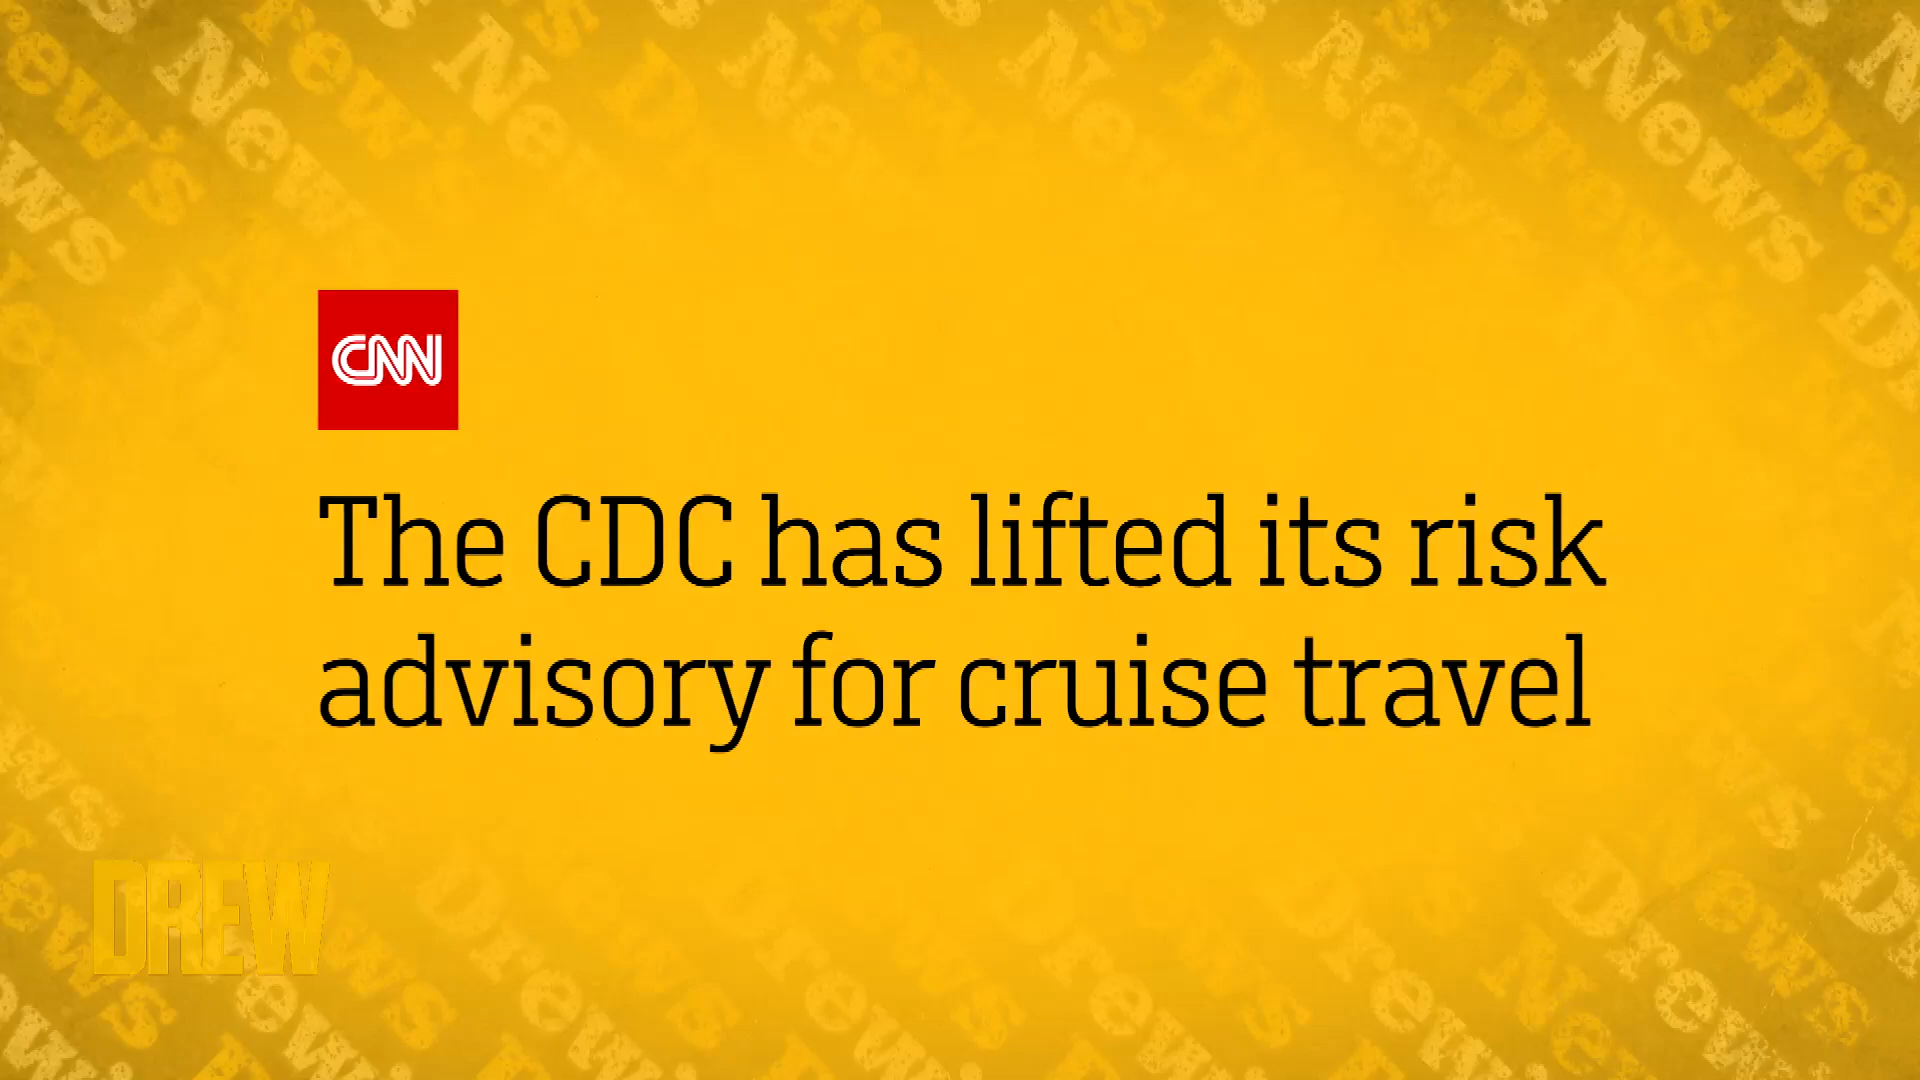 CNN
The CDC has lifted its risk
advisory for cruise travel
DREW